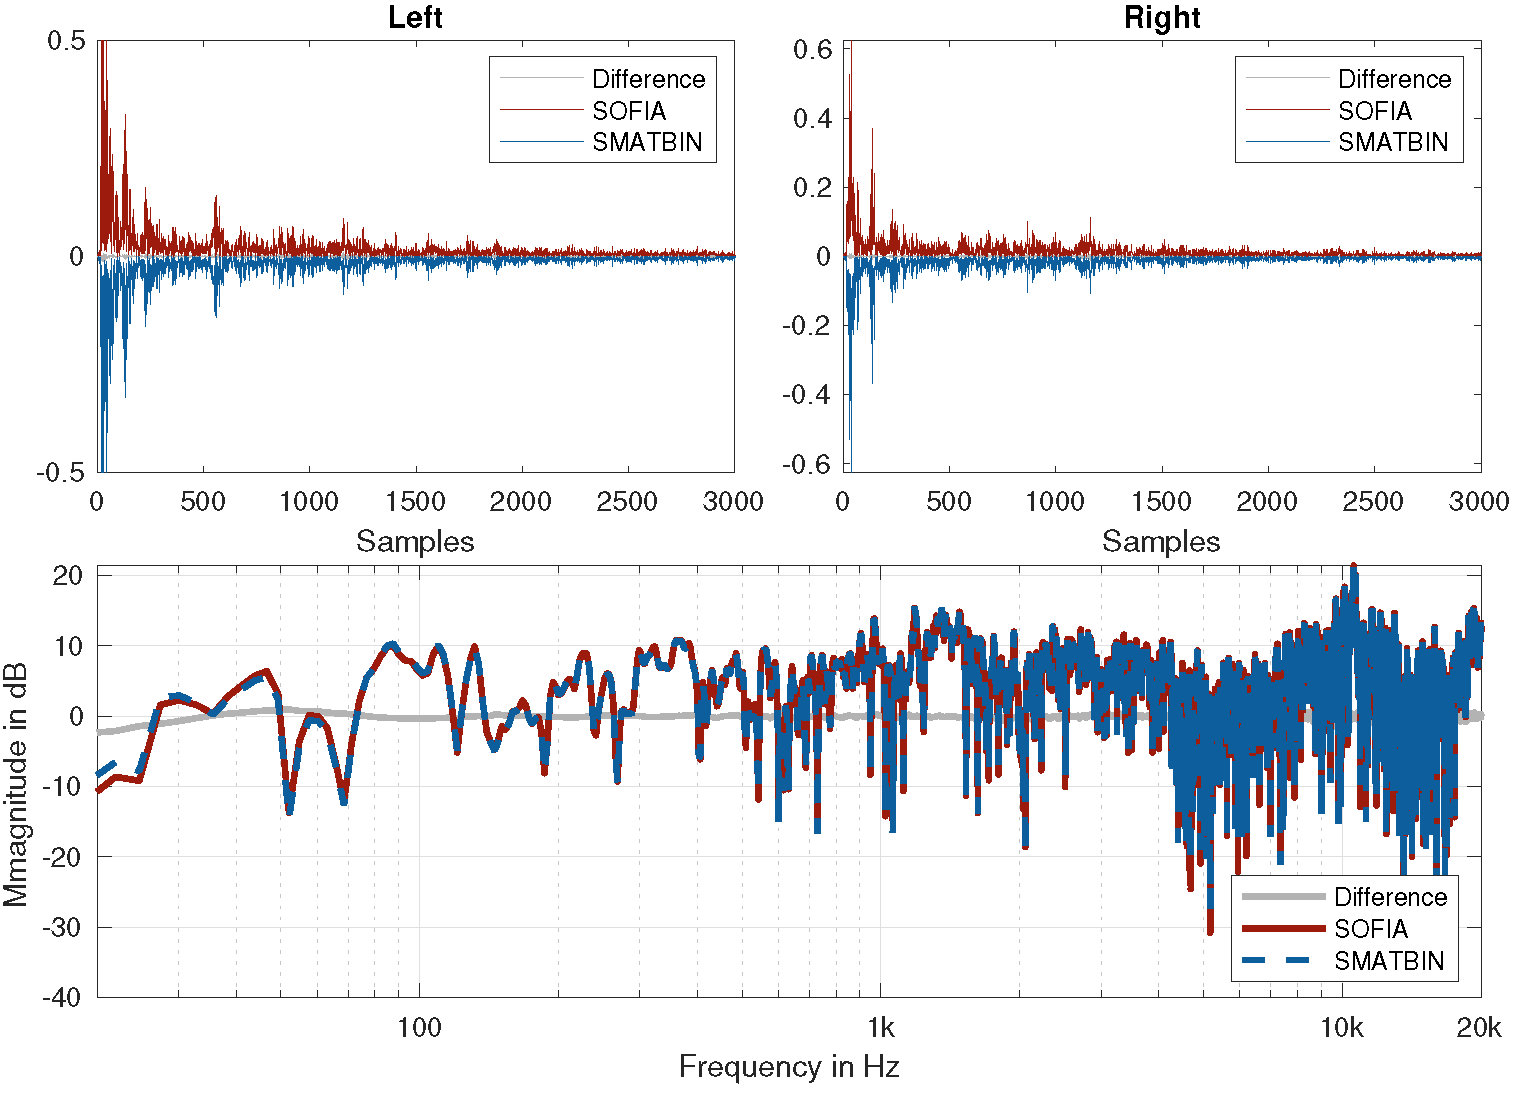 Left
0.5
0
-0.5
0 500 1000 1500 2000 2500 3000
Samples
Difference
SOFIA
SMATBIN
Right
0.6
0.4
0.2
0
-0.2
-0.4
-0.6
0 500 1000 1500 2000 2500 3000
Samples
Difference
SOFIA
SMATBIN
Mmagnitude in dB
20
10
0
-10
-20
-30
-40
100 1k 10k 20k
Frequency in Hz
Difference
SOFIA
SMATBIN